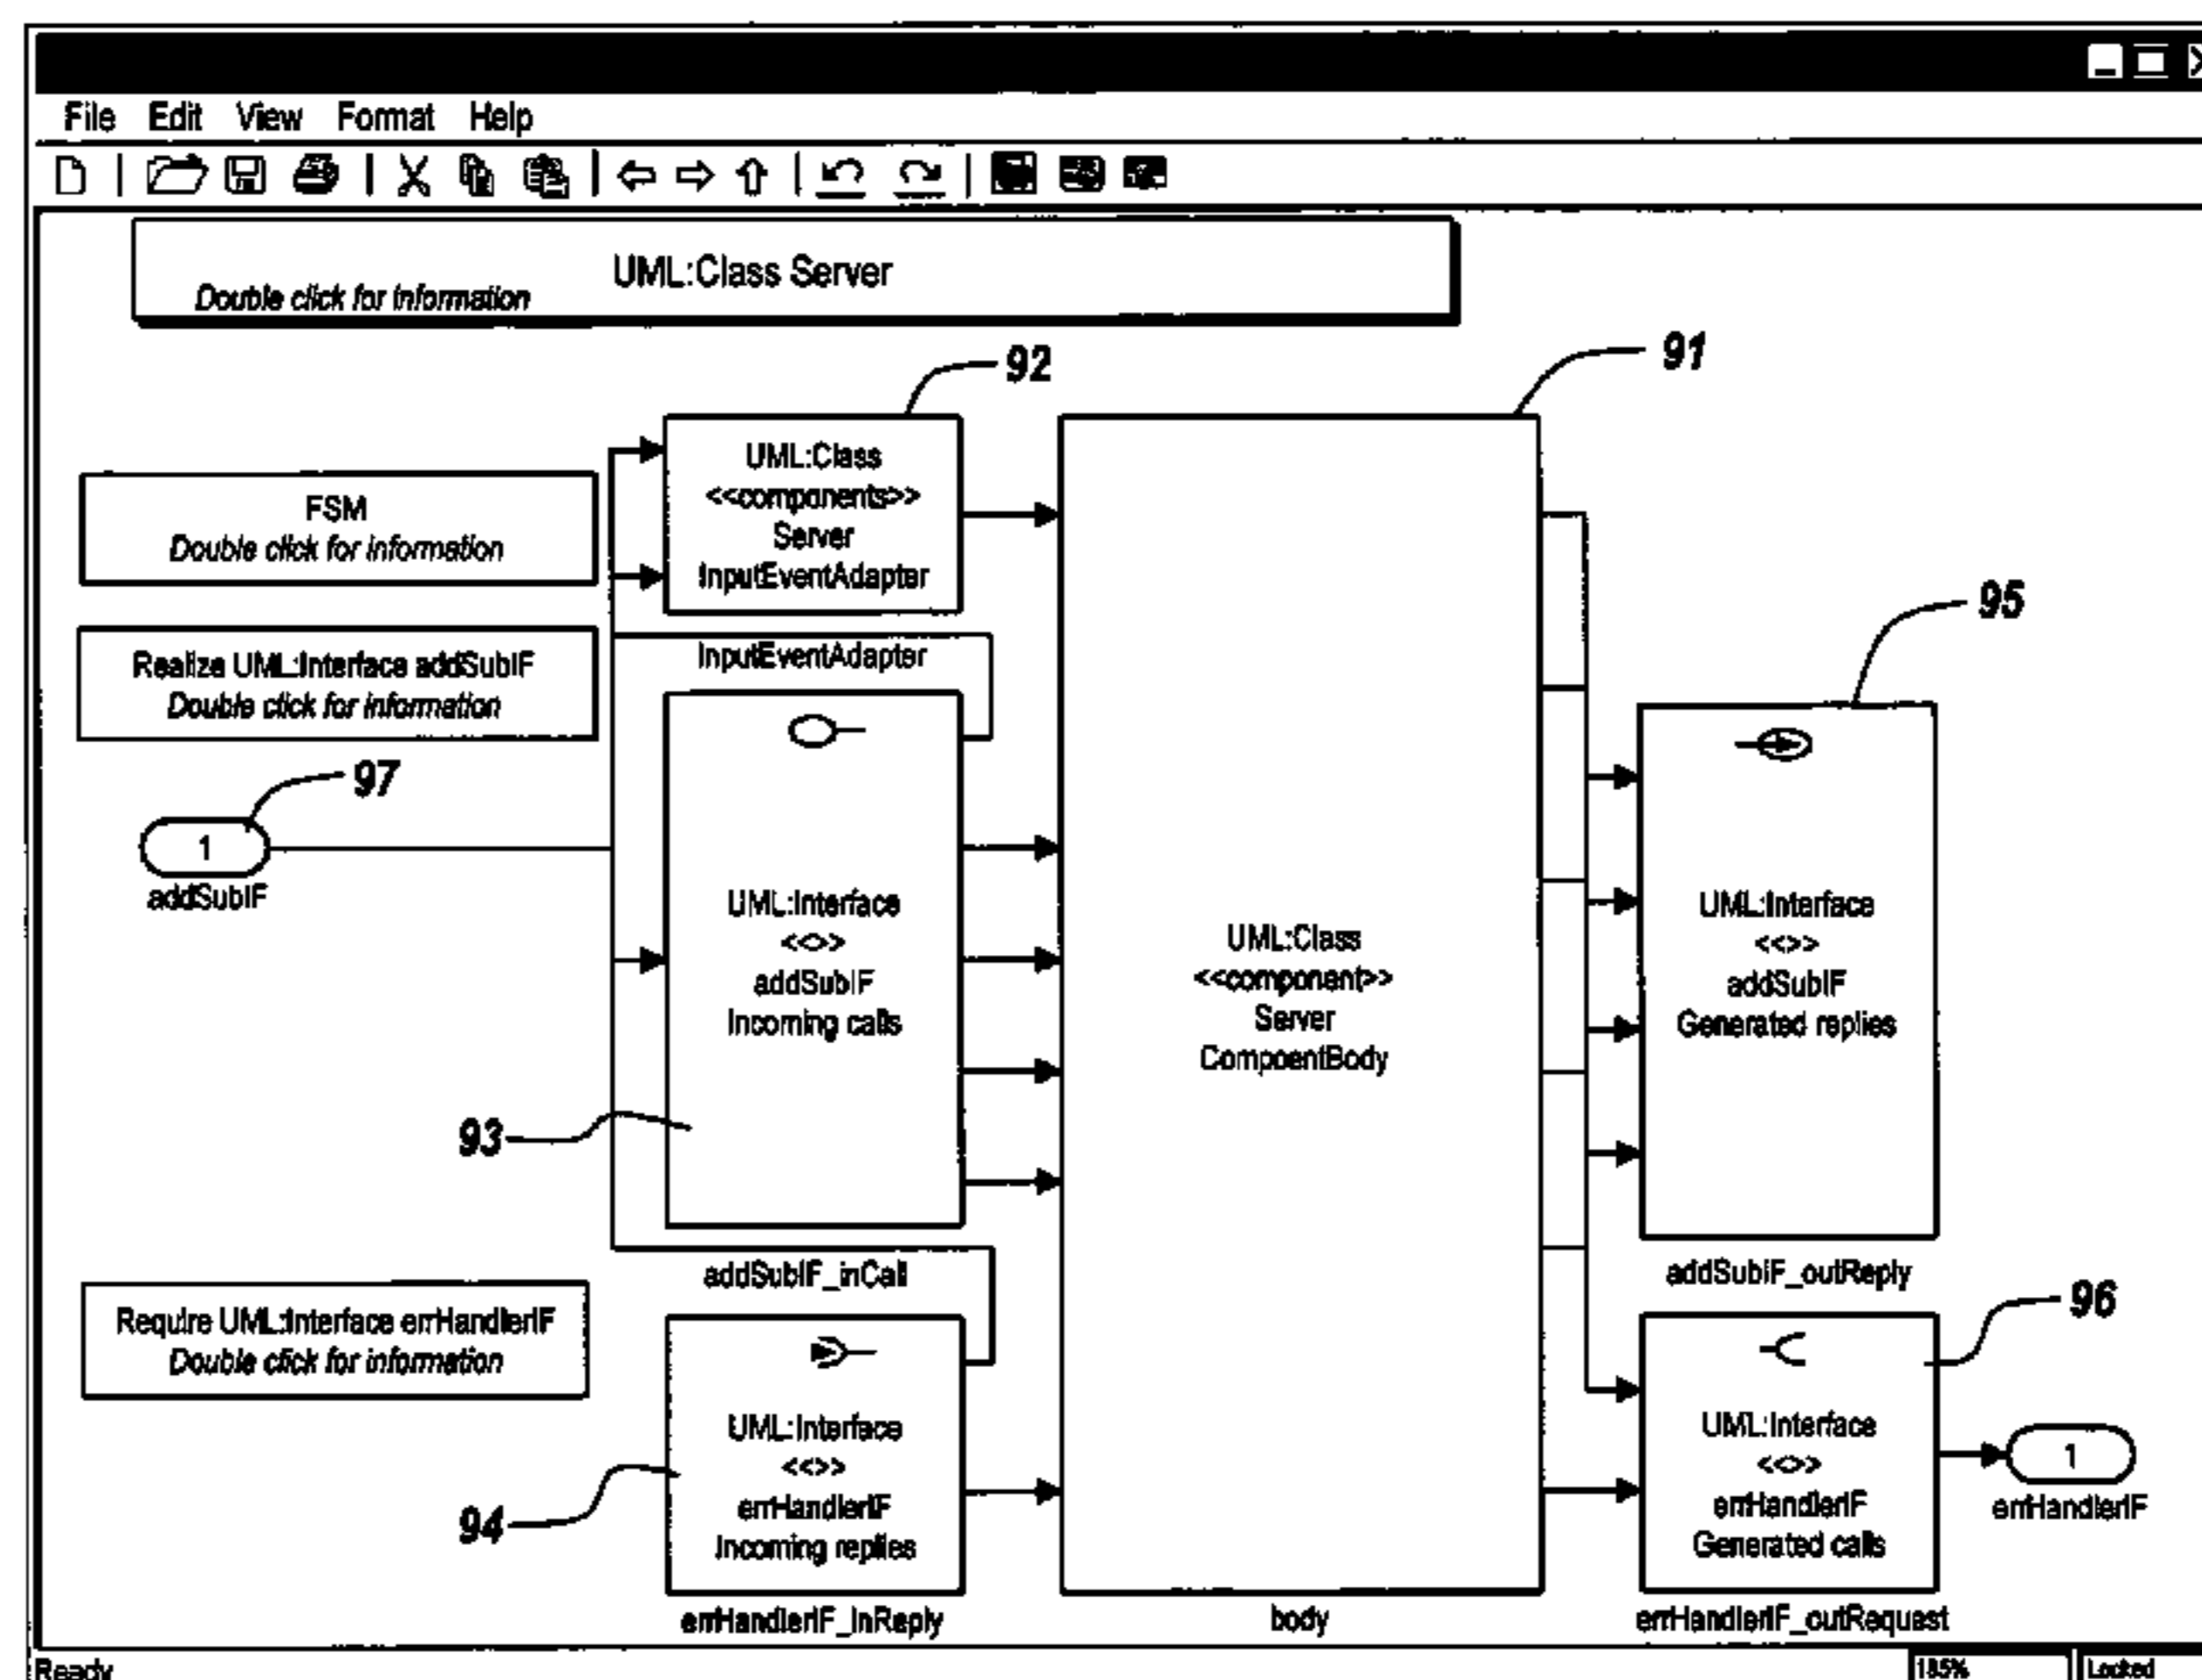 File Edit View Format Help
UML:Class Server
Double click for information
92
91
UML:Class
<<components>>
Server
InputEventAdapter
FSM
Double click for information
95
InputEventAdapter
Realize UML:Interface addSubIF
Double click for information
97
1
addSubIF
UML:Interface
<<>>
addSubIF
Incoming calls
UML:Class
<<component>>
Server
CompoentBody
UML:Interface
<<>>
addSubIF
Generated replies
93
addSubIF_inCall
addSubIF_outReply
96
Require UML:Interface errHandlerIF
Double click for information
UML:Interface
<<>>
errHandlerIF
Incoming replies
94
UML:Interface
<<>>
errHandlerIF
Generated calls
1
errHandlerIF
errHandlerIF_InReply
body
errHandlerIF_outRequest
Ready
185%
Locked